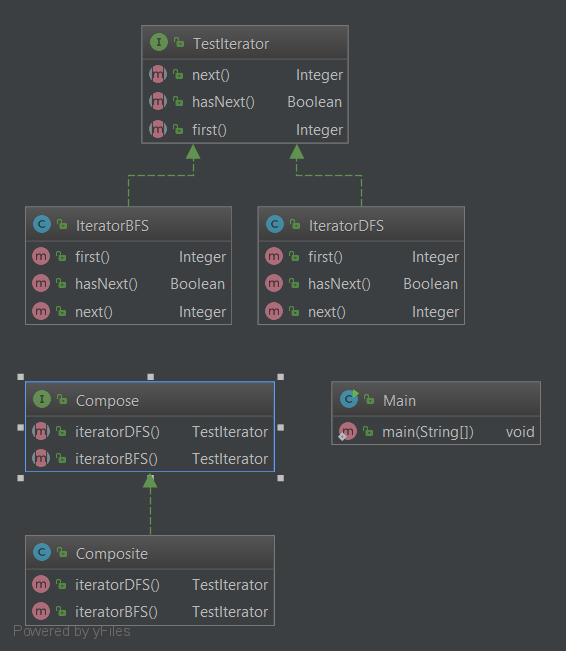 TestIterator
next() Integer
hasNext() Boolean
first() Integer
IteratorBFS
first() Integer
hasNext() Boolean
next() Integer
IteratorDFS
first() Integer
hasNext() Boolean
next() Integer
Compose
iteratorDFS() TestIterator
iteratorBFS() TestIterator
Main
main(String[]) void
Composite
iteratorDFS() TestIterator
iteratorBFS() TestIterator
Powered by yFiles